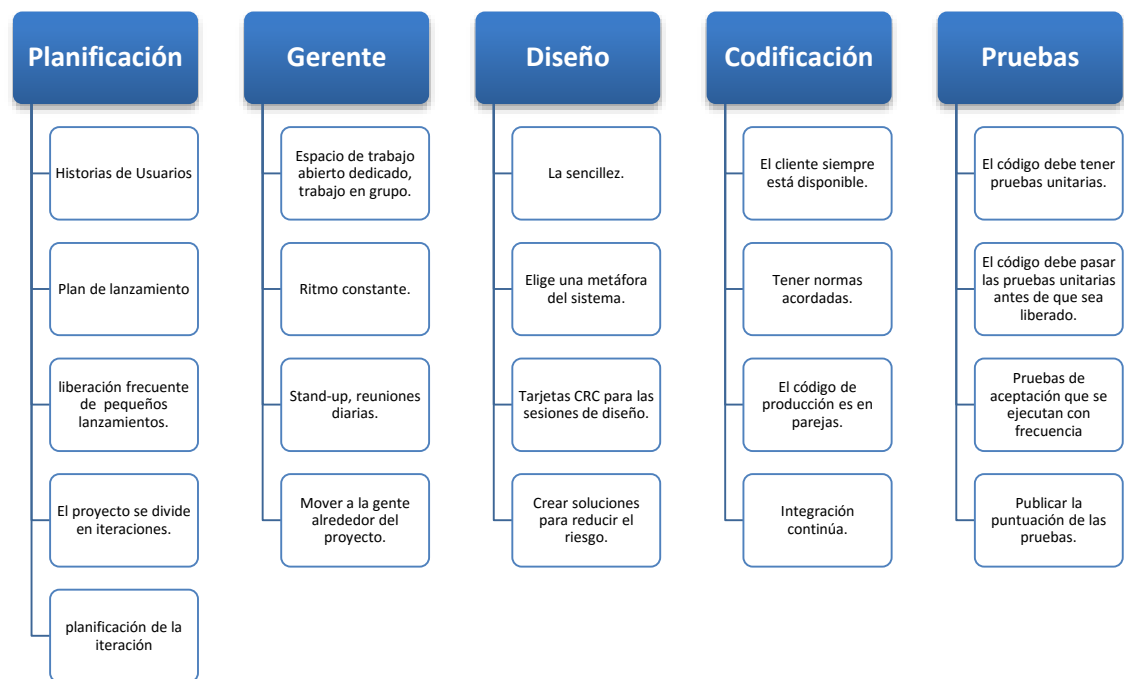 Planificación
Historias de Usuarios
Plan de lanzamiento
liberación frecuente
de pequeños
lanzamientos.
El proyecto se divide
en iteraciones.
planificación de la
iteración
Gerente
Espacio de trabajo
abierto dedicado,
trabajo en grupo.
Ritmo constante.
Stand-up, reuniones
diarias.
Mover a la gente
alrededor del
proyecto.
Diseño
La sencillez.
Elige una metáfora
del sistema.
Tarjetas CRC para las
sesiones de diseño.
Crear soluciones
para reducir el
riesgo.
Codificación
El cliente siempre
está disponible.
Tener normas
acordadas.
El código de
producción es en
parejas.
Integración
continúa.
Pruebas
El código debe tener
pruebas unitarias.
El código debe pasar
las pruebas unitarias
antes de que sea
liberado.
Pruebas de
aceptación que se
ejecutan con
frecuencia
Publicar la
puntuación de las
pruebas.